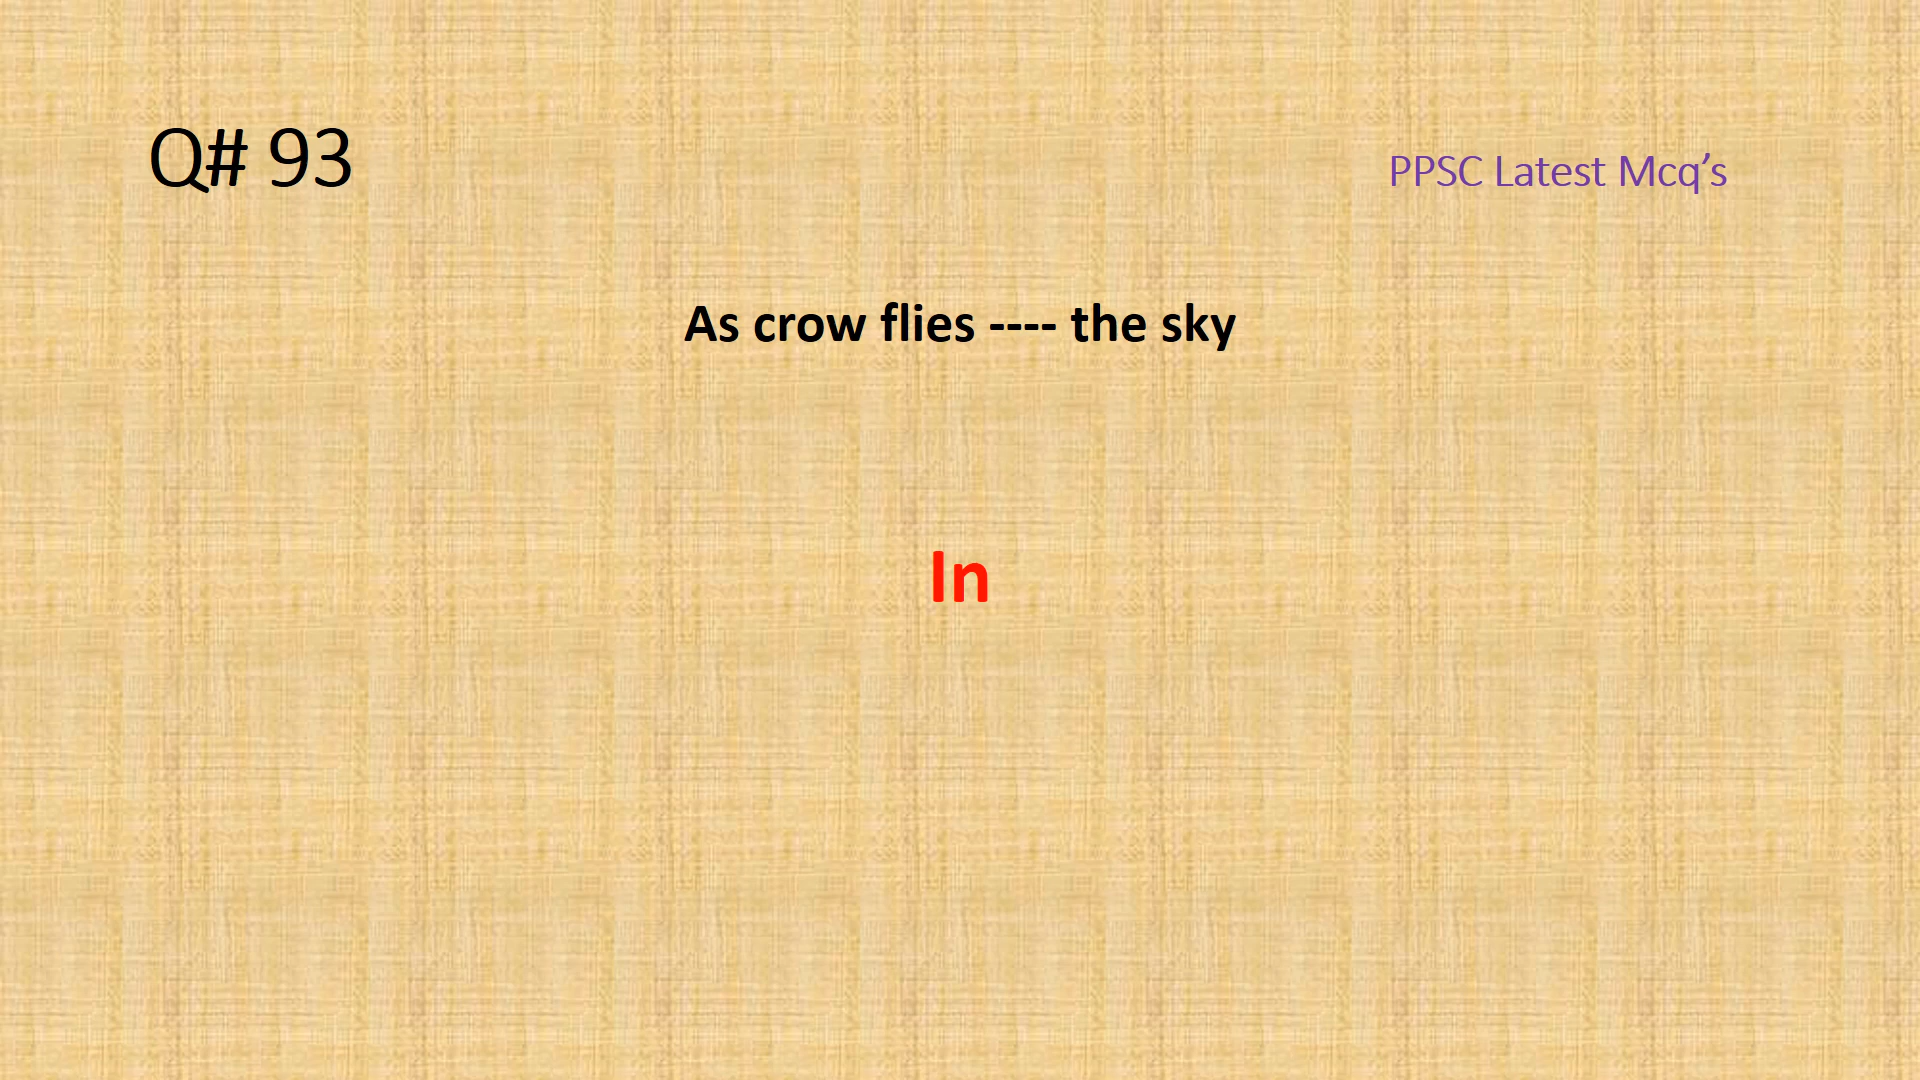 Q# 93
PPSC Latest Mcq’s
As crow flies ---- the sky
In